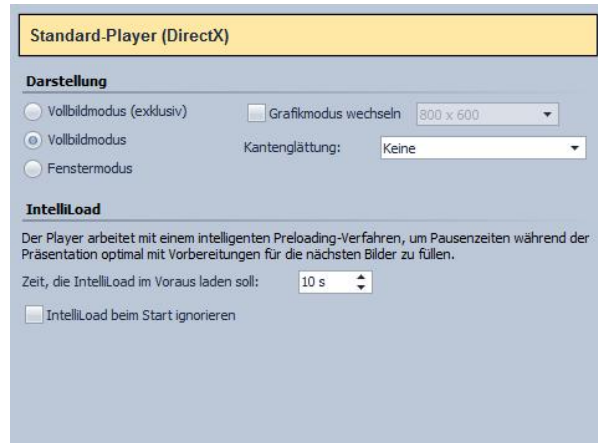 Standard-Player (DirectX)
Darstellung
Vollbildmodus (exklusiv)
Grafikmodus wechseln
800 x 600
Vollbildmodus
Kantenglättung:
Keine
Fenstermodus
IntelliLoad
Der Player arbeitet mit einem intelligenten Preloading-Verfahren, um Pausenzeiten während der
Präsentation optimal mit Vorbereitungen für die nächsten Bilder zu füllen.
Zeit, die IntelliLoad im Voraus laden soll:
10 s
IntelliLoad beim Start ignorieren